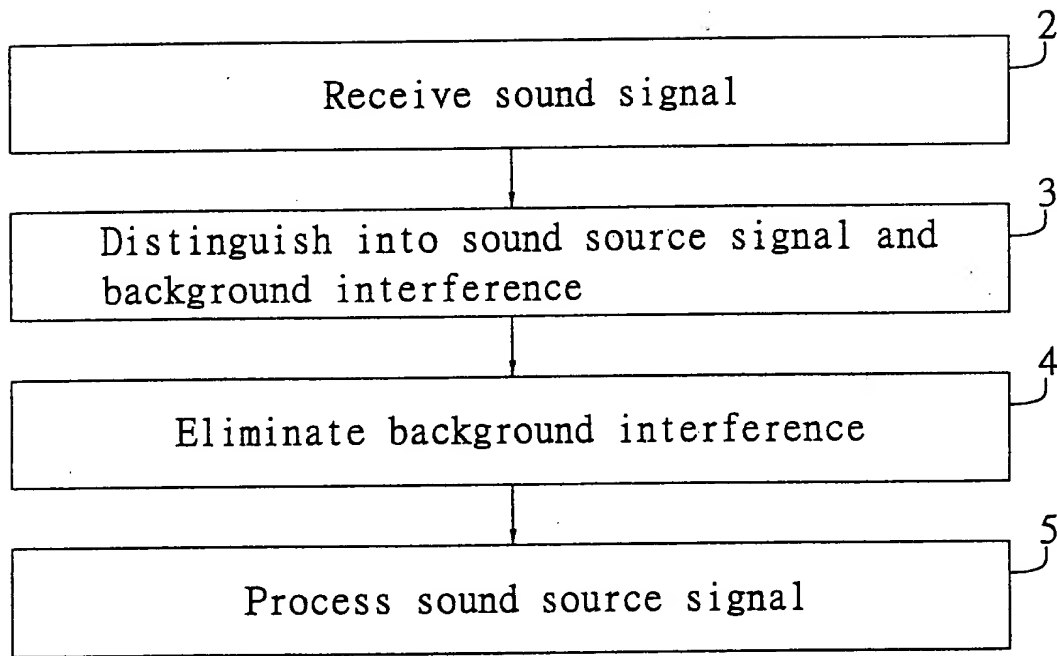 2
Receive sound signal
3
Distinguish into sound source signal and
background interference
4
Eliminate background interference
5
Process sound source signal